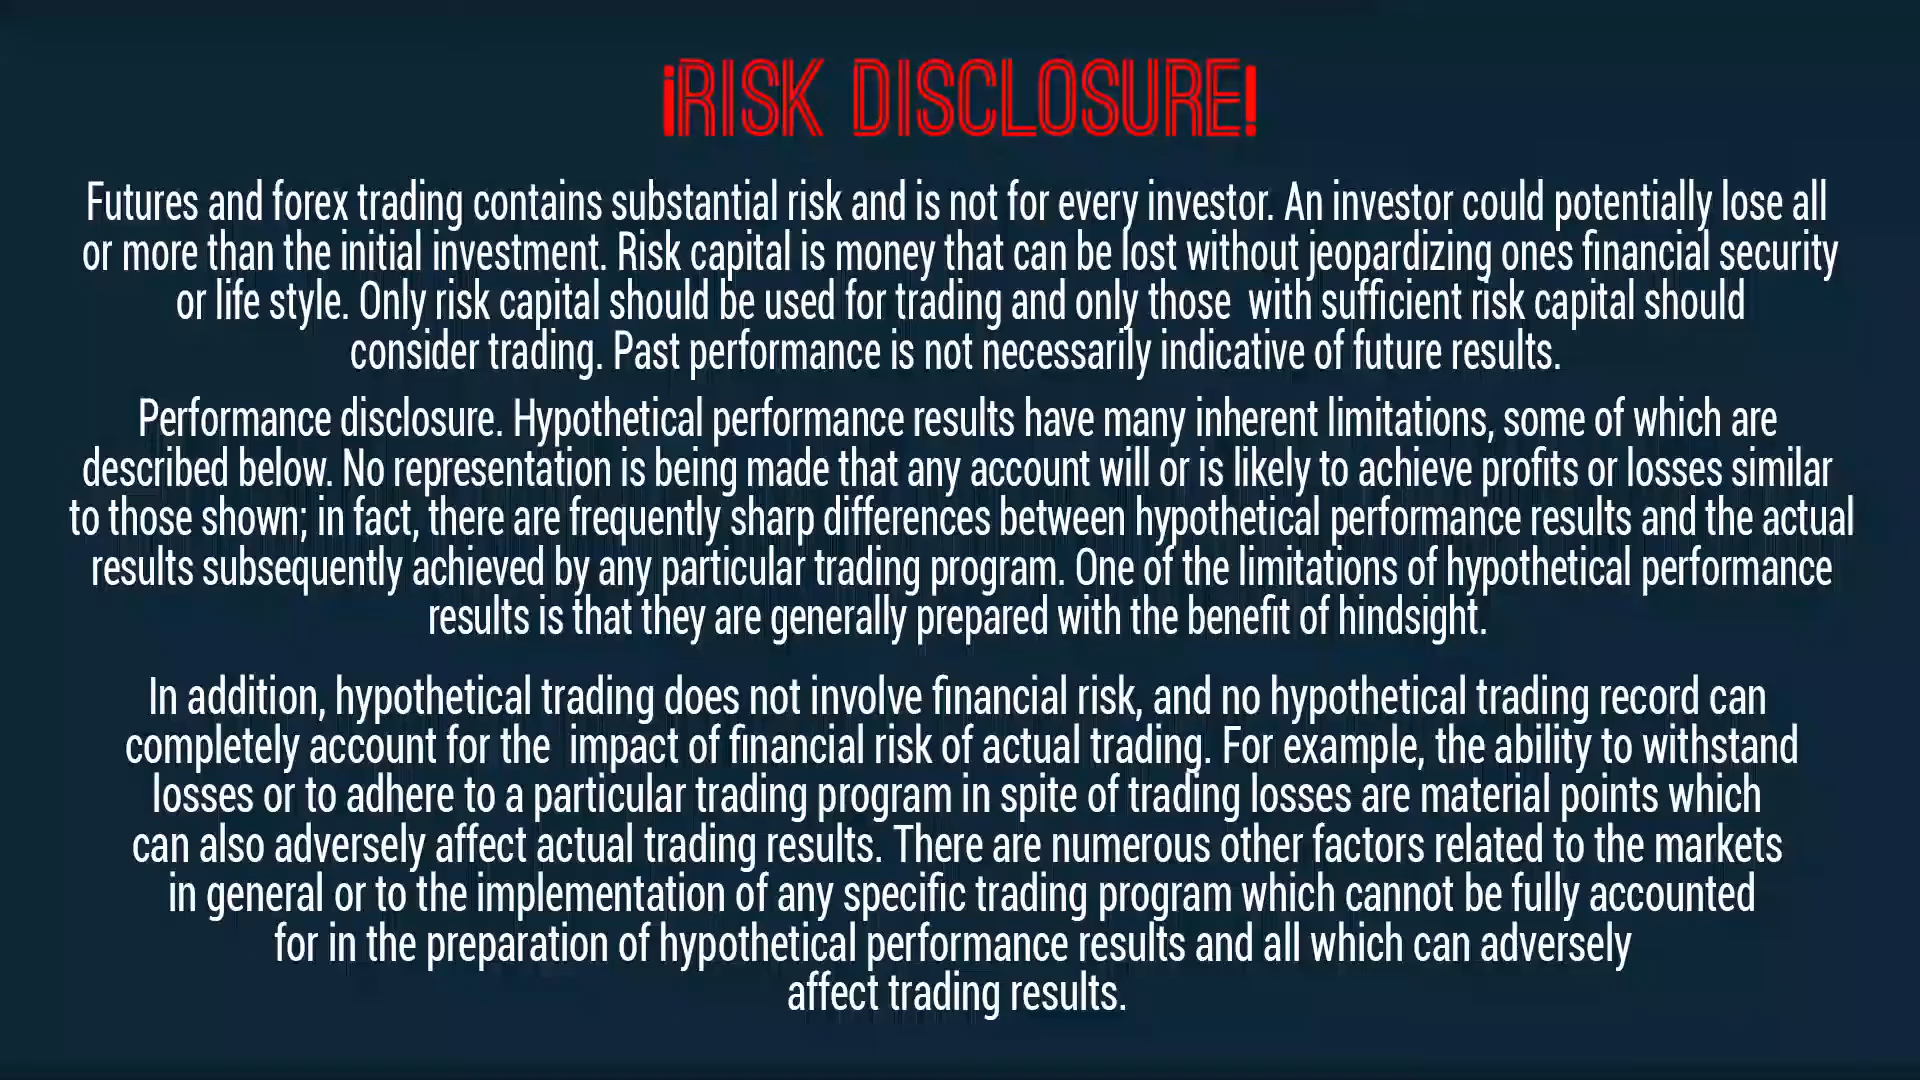 ¡RISK DISCLOSURE!
Futures and forex trading contains substantial risk and is not for every investor. An investor could potentially lose all
or more than the initial investment. Risk capital is money that can be lost without jeopardizing ones financial security
or life style. Only risk capital should be used for trading and only those  with sufficient risk capital should
consider trading. Past performance is not necessarily indicative of future results.
Performance disclosure. Hypothetical performance results have many inherent limitations, some of which are
described below. No representation is being made that any account will or is likely to achieve profits or losses similar
to those shown; in fact, there are frequently sharp differences between hypothetical performance results and the actual
results subsequently achieved by any particular trading program. One of the limitations of hypothetical performance
results is that they are generally prepared with the benefit of hindsight.
In addition, hypothetical trading does not involve financial risk, and no hypothetical trading record can
completely account for the  impact of financial risk of actual trading. For example, the ability to withstand
losses or to adhere to a particular trading program in spite of trading losses are material points which
can also adversely affect actual trading results. There are numerous other factors related to the markets
in general or to the implementation of any specific trading program which cannot be fully accounted
for in the preparation of hypothetical performance results and all which can adversely
affect trading results.